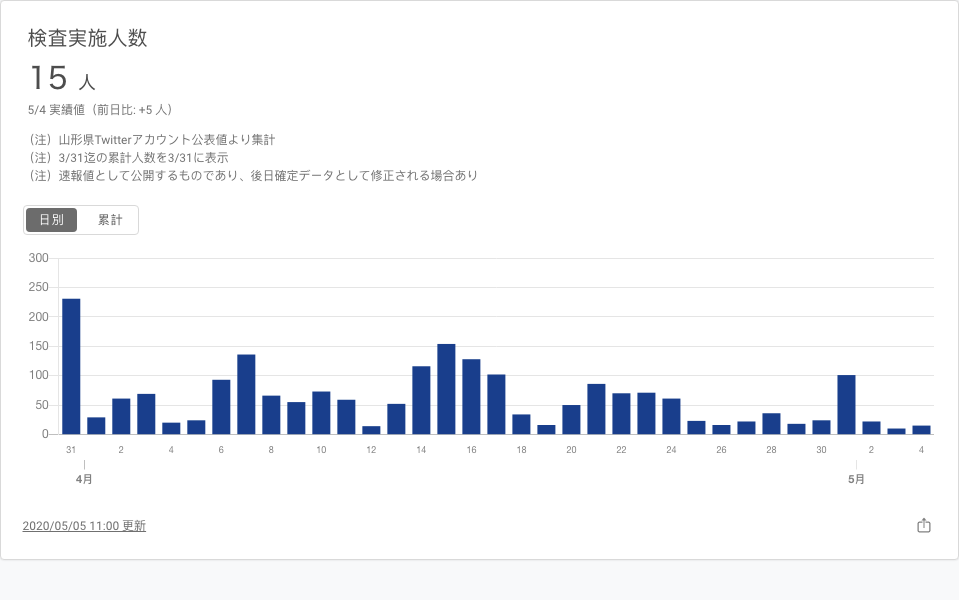 検査実施人数
15 人
5/4 実績値（前日比: +5 人）
（注）山形県Twitterアカウント公表値より集計
（注）3/31迄の累計人数を3/31に表示
（注）速報値として公開するものであり、後日確定データとして修正される場合あり
日別 累計
300
250
200
150
100
50
0
31 2 4 6 8 10 12 14 16 18 20 22 24 26 28 30 2 4
4月 5月
2020/05/05 11:00 更新